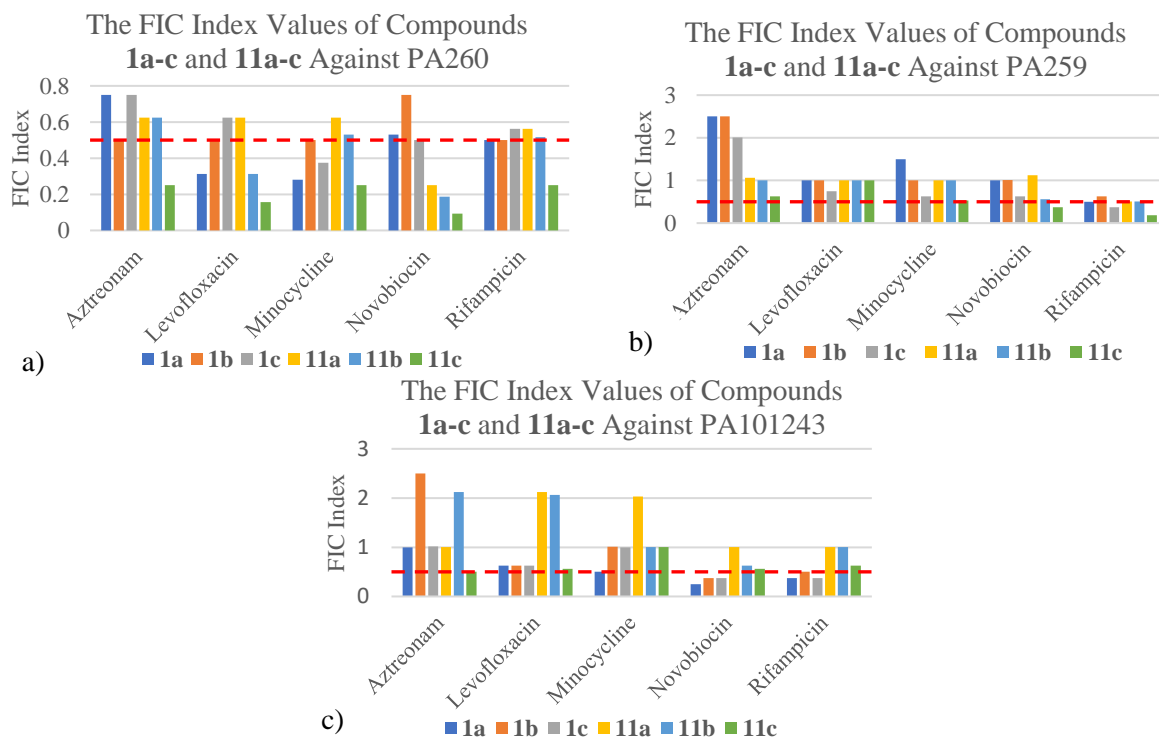 The FIC Index Values of Compounds
1a-c and 11a-c Against PA260
FIC Index
0.8
0.6
0.4
0.2
0
Aztreonam
Levofloxacin
Minocycline
Novobiocin
Rifampicin
a)
1a 1b 1c 11a 11b 11c
The FIC Index Values of Compounds
1a-c and 11a-c Against PA259
FIC Index
3
2
1
0
Aztreonam
Levofloxacin
Minocycline
Novobiocin
Rifampicin
b)
1a 1b 1c 11a 11b 11c
The FIC Index Values of Compounds
1a-c and 11a-c Against PA101243
FIC Index
3
2
1
0
Aztreonam
Levofloxacin
Minocycline
Novobiocin
Rifampicin
c)
1a 1b 1c 11a 11b 11c